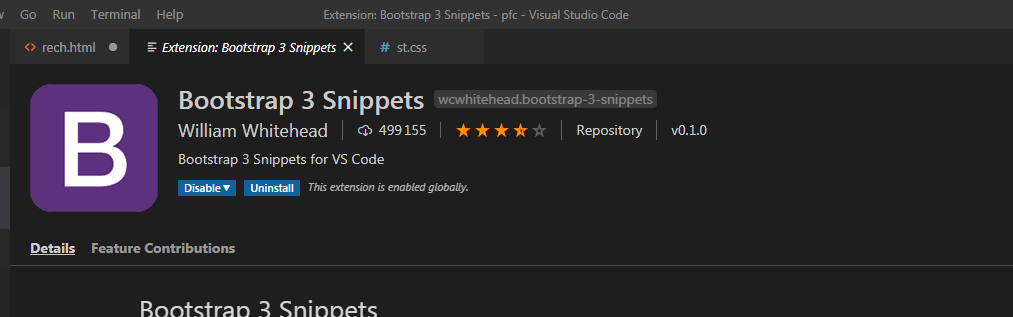 Go Run Terminal Help Extension: Bootstrap 3 Snippets - pfc - Visual Studio Code
<> rech.html Extension: Bootstrap 3 Snippets # st.css
B
Bootstrap 3 Snippets wcwhitehead.bootstrap-3-snippets
William Whitehead 499155 Repository v0.1.0
Bootstrap 3 Snippets for VS Code
Disable Uninstall This extension is enabled globally.
Details Feature Contributions
Bootstrap 3 Snippets